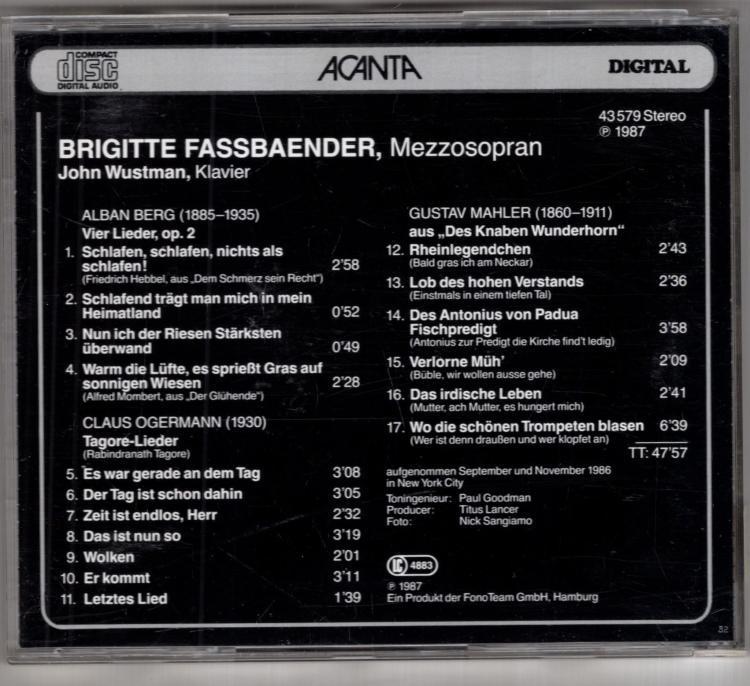 COMPACT
disc
DIGITAL AUDIO
ACANTA
DIGITAL
43 579 Stereo
℗ 1987
BRIGITTE FASSBAENDER, Mezzosopran
John Wustman, Klavier
ALBAN BERG (1885–1935)
Vier Lieder, op. 2
1. Schlafen, schlafen, nichts als
schlafen! 2'58
(Friedrich Hebbel, aus „Dem Schmerz sein Recht")
2. Schlafend trägt man mich in mein
Heimatland 0'52
3. Nun ich der Riesen Stärksten
überwand 0'49
4. Warm die Lüfte, es sprießt Gras auf
sonnigen Wiesen 2'28
(Alfred Mombert, aus „Der Glühende")
CLAUS OGERMANN (1930)
Tagore-Lieder
(Rabindranath Tagore)
5. Es war gerade an dem Tag 3'08
6. Der Tag ist schon dahin 3'05
7. Zeit ist endlos, Herr 2'32
8. Das ist nun so 3'19
9. Wolken 2'01
10. Er kommt 3'11
11. Letztes Lied 1'39
GUSTAV MAHLER (1860–1911)
aus „Des Knaben Wunderhorn"
12. Rheinlegendchen 2'43
(Bald gras ich am Neckar)
13. Lob des hohen Verstands 2'36
(Einstmals in einem tiefen Tal)
14. Des Antonius von Padua
Fischpredigt 3'58
(Antonius zur Predigt die Kirche find't ledig)
15. Verlorne Müh' 2'09
(Büble, wir wollen ausse gehe)
16. Das irdische Leben 2'41
(Mutter, ach Mutter, es hungert mich)
17. Wo die schönen Trompeten blasen 6'39
(Wer ist denn draußen und wer klopfet an)
TT: 47'57
aufgenommen September und November 1986
in New York City
Toningenieur: Paul Goodman
Producer: Titus Lancer
Foto: Nick Sangiamo
LC 4883
℗ 1987
Ein Produkt der FonoTeam GmbH, Hamburg
32